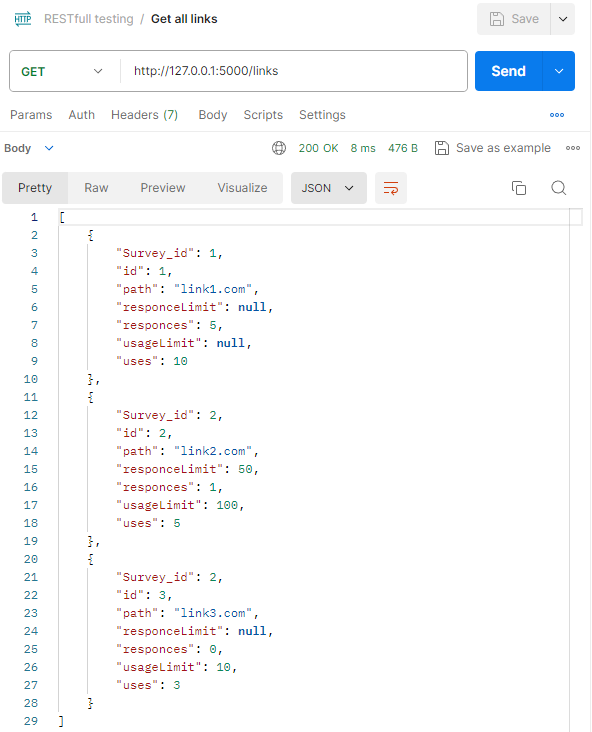 HTTP RESTfull testing / Get all links Save
GET http://127.0.0.1:5000/links Send
Params Auth Headers (7) Body Scripts Settings
Body 200 OK 8 ms 476 B Save as example
Pretty Raw Preview Visualize JSON
1 [
2 {
3 "Survey_id": 1,
4 "id": 1,
5 "path": "link1.com",
6 "responceLimit": null,
7 "responces": 5,
8 "usageLimit": null,
9 "uses": 10
10 },
11 {
12 "Survey_id": 2,
13 "id": 2,
14 "path": "link2.com",
15 "responceLimit": 50,
16 "responces": 1,
17 "usageLimit": 100,
18 "uses": 5
19 },
20 {
21 "Survey_id": 2,
22 "id": 3,
23 "path": "link3.com",
24 "responceLimit": null,
25 "responces": 0,
26 "usageLimit": 10,
27 "uses": 3
28 }
29 ]